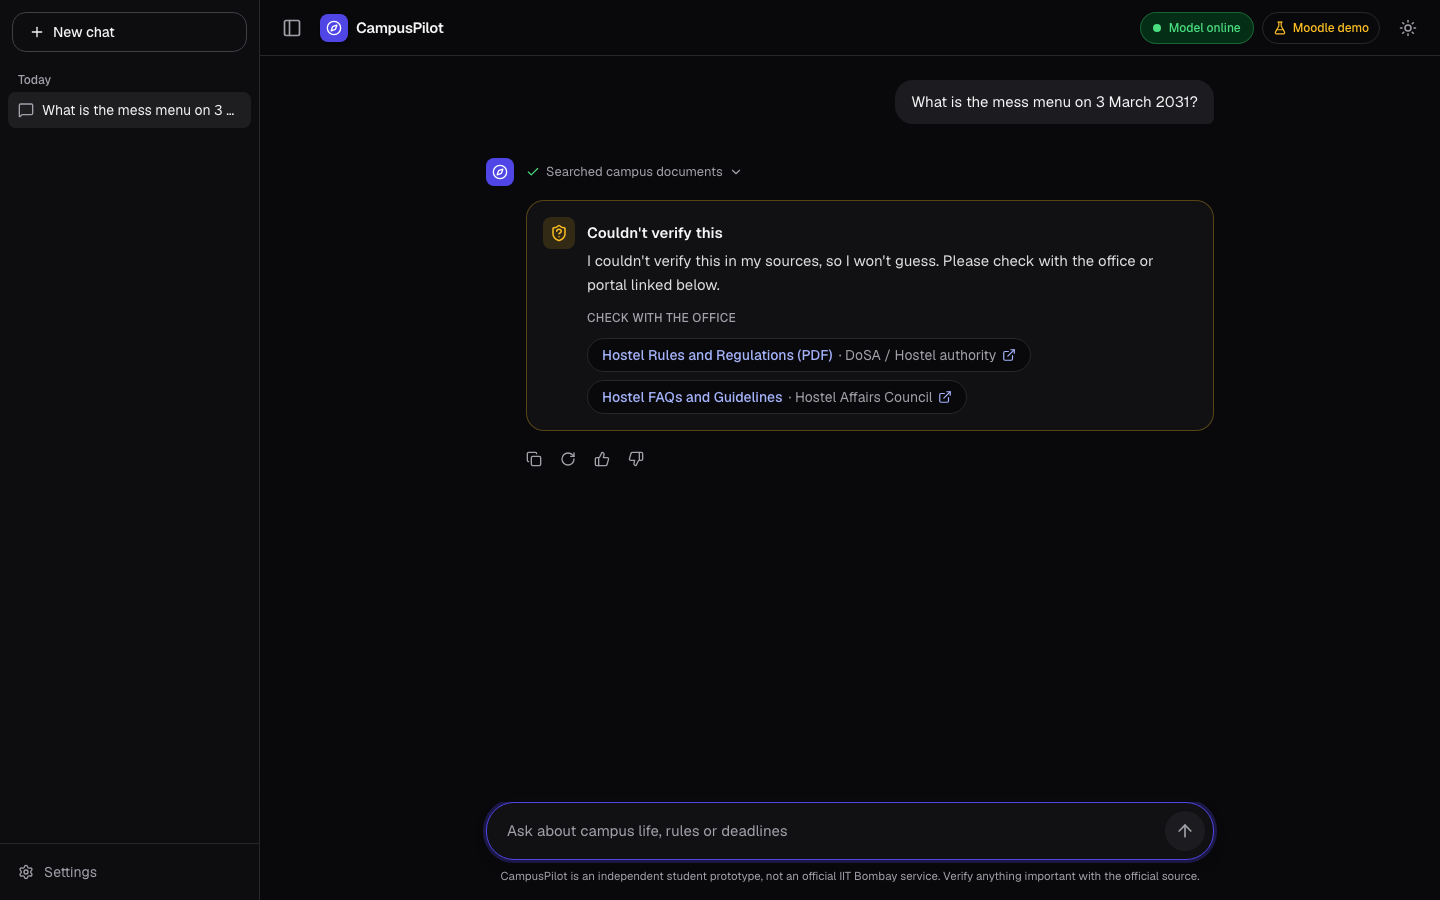 New chat
CampusPilot
Model online
Moodle demo
Today
What is the mess menu on 3 ...
What is the mess menu on 3 March 2031?
Searched campus documents
Couldn't verify this
I couldn't verify this in my sources, so I won't guess. Please check with the office or
portal linked below.
CHECK WITH THE OFFICE
Hostel Rules and Regulations (PDF) · DoSA / Hostel authority
Hostel FAQs and Guidelines · Hostel Affairs Council
Ask about campus life, rules or deadlines
Settings
CampusPilot is an independent student prototype, not an official IIT Bombay service. Verify anything important with the official source.